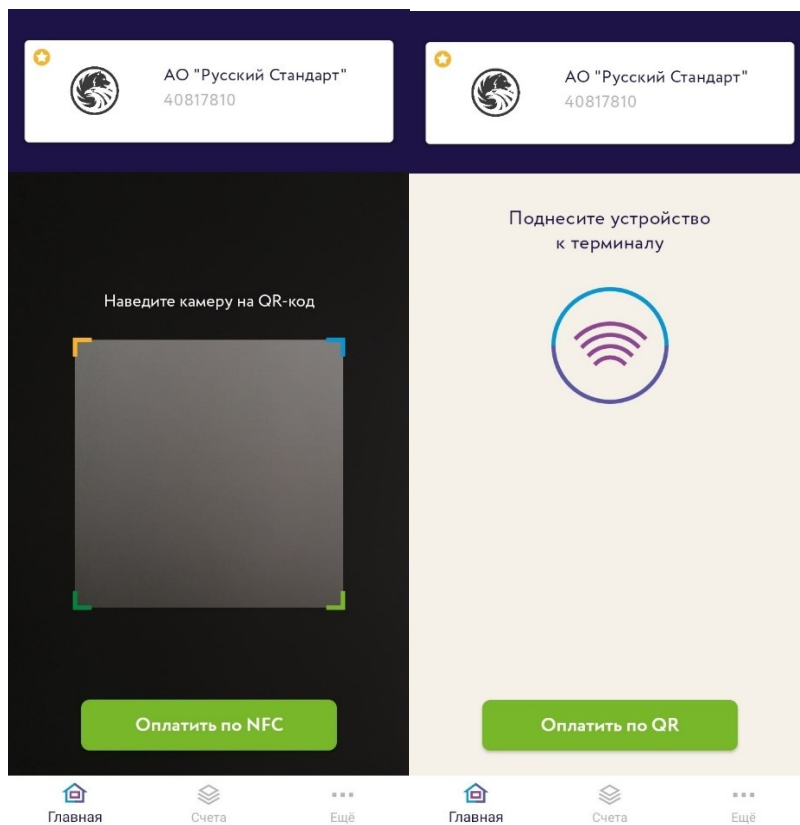 АО "Русский Стандарт"
40817810
Наведите камеру на QR-код
Оплатить по NFC
Главная
Счета
Ещё
АО "Русский Стандарт"
40817810
Поднесите устройство
к терминалу
Оплатить по QR
Главная
Счета
Ещё